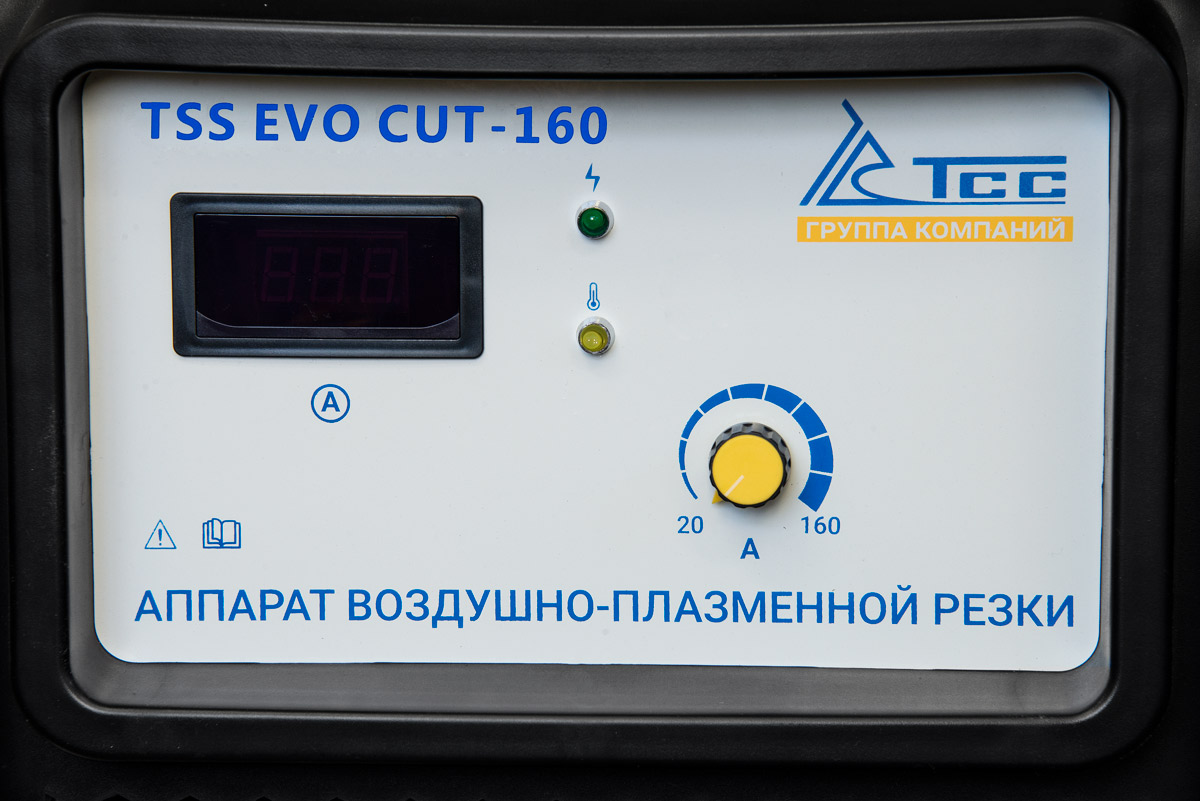 TSS EVO CUT-160
ТСС
ГРУППА КОМПАНИЙ
A
20
160
A
АППАРАТ ВОЗДУШНО-ПЛАЗМЕННОЙ РЕЗКИ